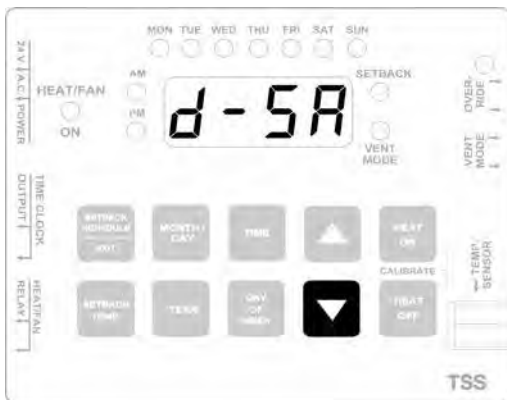 MON TUE WED THU FRI SAT SUN
24 V A.C. POWER
HEAT/FAN
ON
AM
PM
d-SA
SETBACK
VENT
MODE
OVER-
RIDE
VENT
MODE
TIME CLOCK
OUTPUT
SETBACK
SCHEDULE
MONTH /
DAY
TIME
HEAT
ON
CALIBRATE
TEMP.
SENSOR
HEAT/FAN
RELAY
SETBACK
TEMP
TEMP
DAY
OF
WEEK
HEAT
OFF
TSS